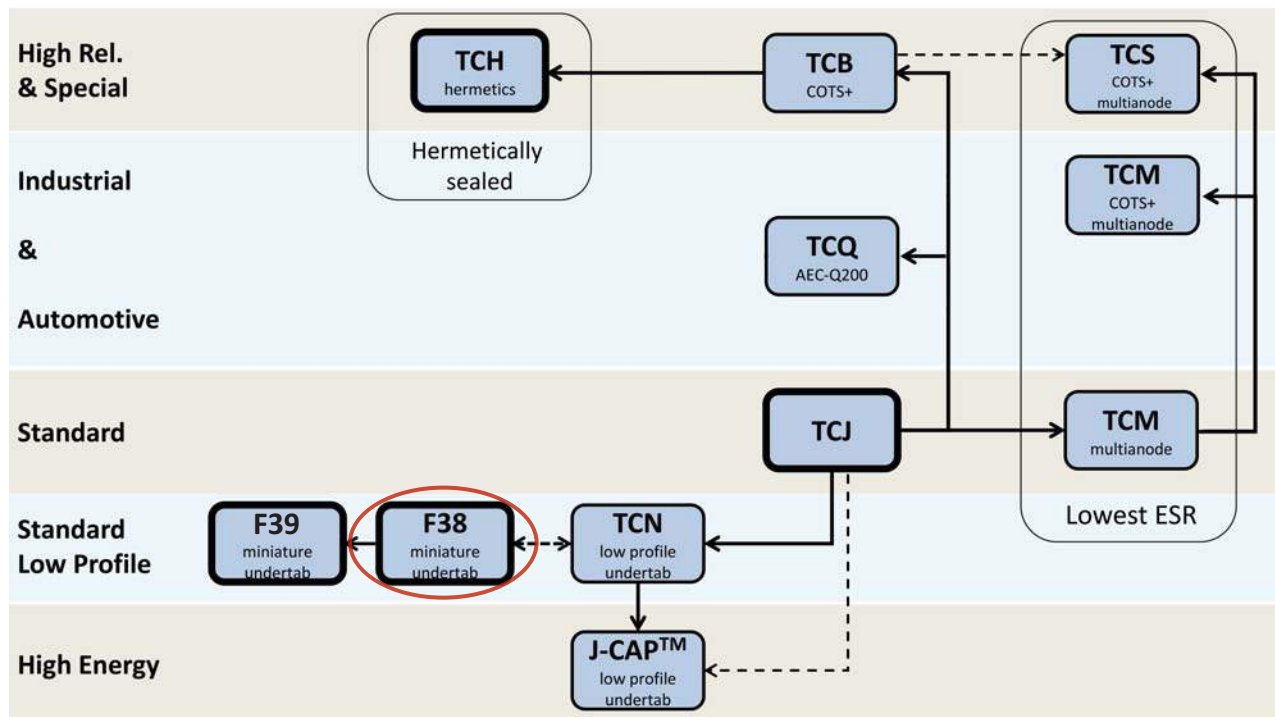 High Rel.
& Special
TCH
hermetics
Hermetically
sealed
TCB
COTS+
TCS
COTS+
multianode
Industrial
&
Automotive
TCQ
AEC-Q200
TCM
COTS+
multianode
Standard
TCJ
TCM
multianode
Lowest ESR
Standard
Low Profile
F39
miniature
undertab
F38
miniature
undertab
TCN
low profile
undertab
High Energy
J-CAP™
low profile
undertab